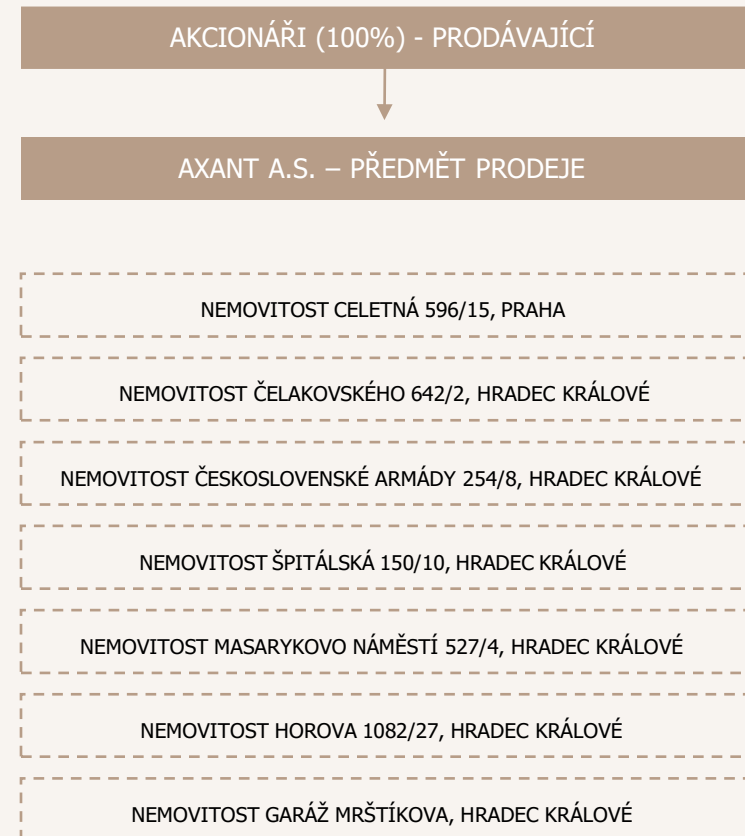 AKCIONÁŘI (100%) - PRODÁVAJÍCÍ
AXANT A.S. – PŘEDMĚT PRODEJE
NEMOVITOST CELETNÁ 596/15, PRAHA
NEMOVITOST ČELAKOVSKÉHO 642/2, HRADEC KRÁLOVÉ
NEMOVITOST ČESKOSLOVENSKÉ ARMÁDY 254/8, HRADEC KRÁLOVÉ
NEMOVITOST ŠPITÁLSKÁ 150/10, HRADEC KRÁLOVÉ
NEMOVITOST MASARYKOVO NÁMĚSTÍ 527/4, HRADEC KRÁLOVÉ
NEMOVITOST HOROVA 1082/27, HRADEC KRÁLOVÉ
NEMOVITOST GARÁŽ MRŠTÍKOVA, HRADEC KRÁLOVÉ